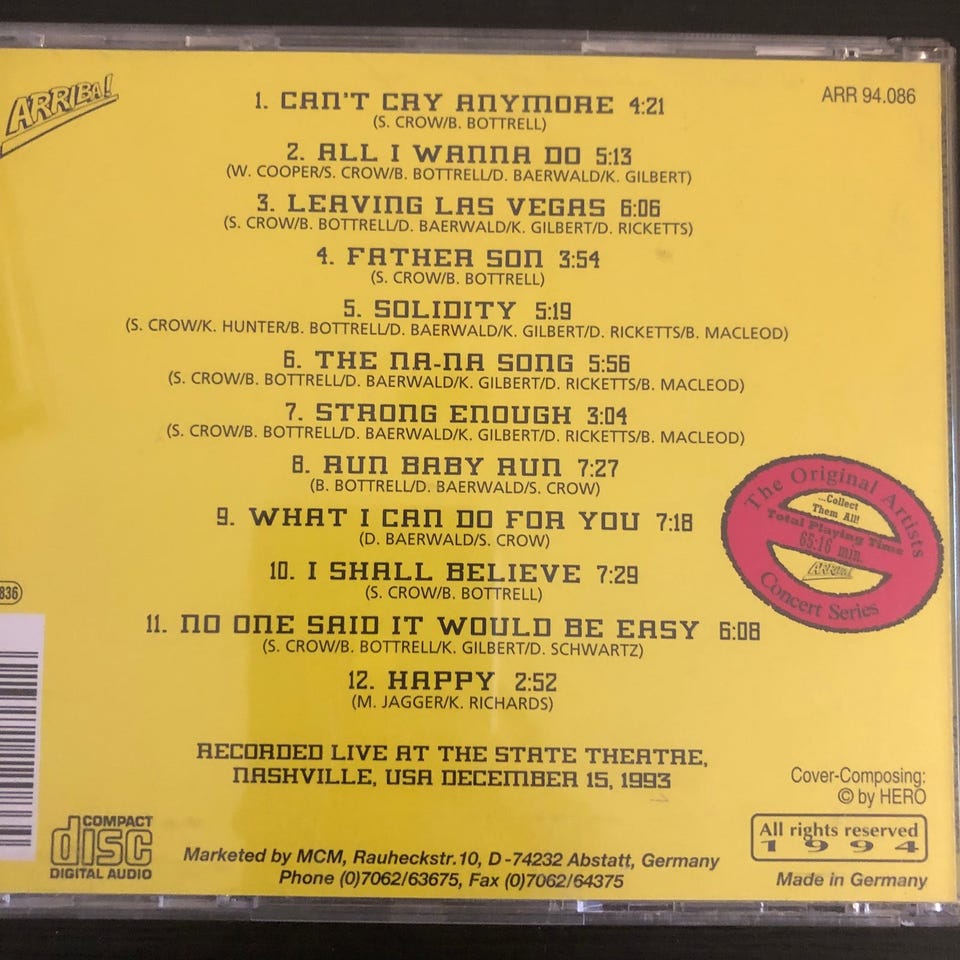 ARRIBA!
ARR 94.086
1. CAN'T CRY ANYMORE 4:21
(S. CROW/B. BOTTRELL)
2. ALL I WANNA DO 5:13
(W. COOPER/S. CROW/B. BOTTRELL/D. BAERWALD/K. GILBERT)
3. LEAVING LAS VEGAS 6:06
(S. CROW/B. BOTTRELL/D. BAERWALD/K. GILBERT/D. RICKETTS)
4. FATHER SON 3:54
(S. CROW/B. BOTTRELL)
5. SOLIDITY 5:19
(S. CROW/K. HUNTER/B. BOTTRELL/D. BAERWALD/K. GILBERT/D. RICKETTS/B. MACLEOD)
6. THE NA-NA SONG 5:56
(S. CROW/B. BOTTRELL/D. BAERWALD/K. GILBERT/D. RICKETTS/B. MACLEOD)
7. STRONG ENOUGH 3:04
(S. CROW/B. BOTTRELL/D. BAERWALD/K. GILBERT/D. RICKETTS/B. MACLEOD)
8. RUN BABY RUN 7:27
(B. BOTTRELL/D. BAERWALD/S. CROW)
9. WHAT I CAN DO FOR YOU 7:18
(D. BAERWALD/S. CROW)
10. I SHALL BELIEVE 7:29
(S. CROW/B. BOTTRELL)
11. NO ONE SAID IT WOULD BE EASY 6:08
(S. CROW/B. BOTTRELL/K. GILBERT/D. SCHWARTZ)
12. HAPPY 2:52
(M. JAGGER/K. RICHARDS)
The Original Artists
...Collect
Them All!
Total Playing Time
65:16 min.
ARRIBA!
Concert Series
836
RECORDED LIVE AT THE STATE THEATRE,
NASHVILLE, USA DECEMBER 15, 1993
Cover-Composing:
© by HERO
All rights reserved
1994
Made in Germany
COMPACT
disc
DIGITAL AUDIO
Marketed by MCM, Rauheckstr.10, D-74232 Abstatt, Germany
Phone (0)7062/63675, Fax (0)7062/64375